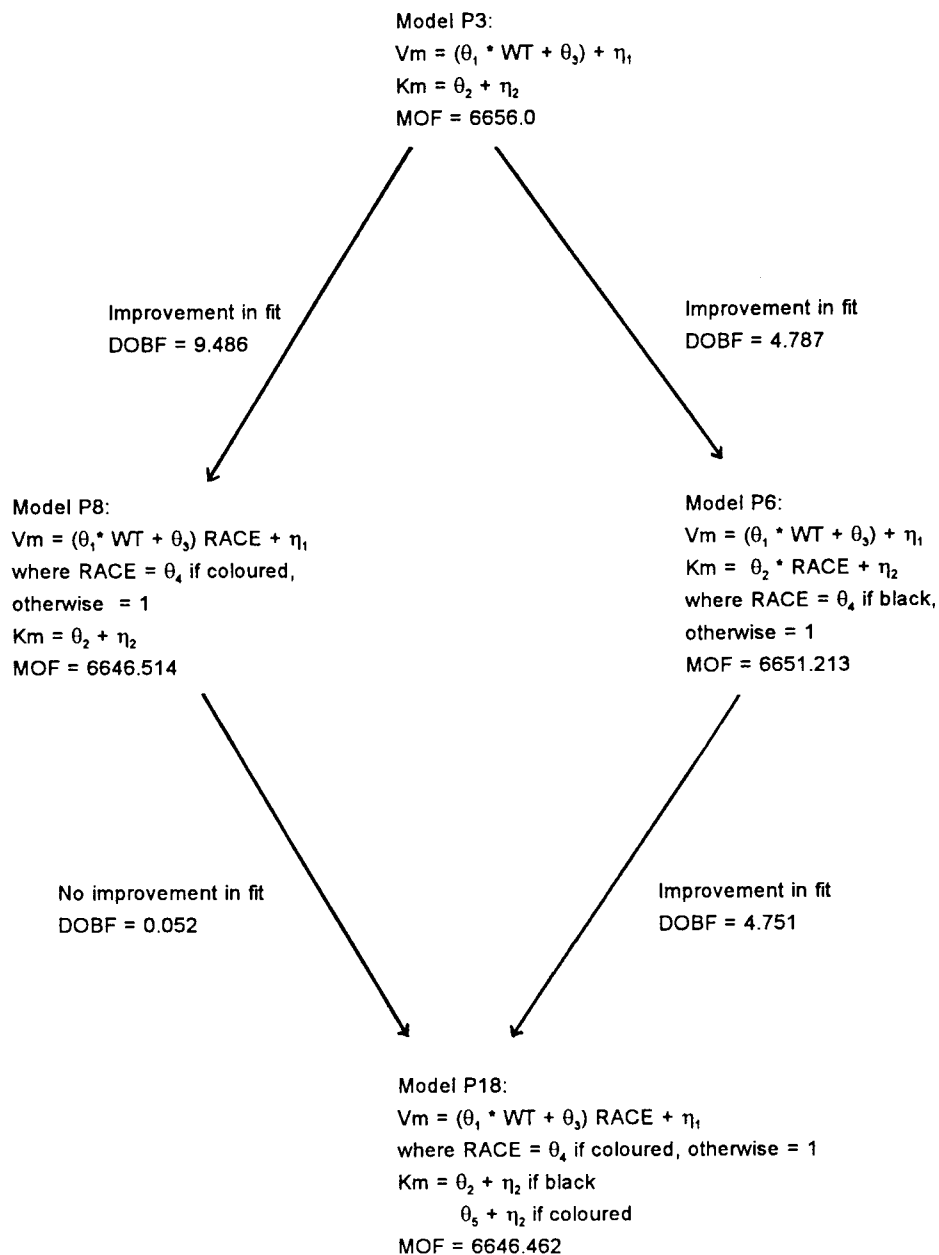 Model P3:
Vm = (θ₁ * WT + θ₃) + η₁
Km = θ₂ + η₂
MOF = 6656.0
Improvement in fit
DOBF = 9.486
Improvement in fit
DOBF = 4.787
Model P8:
Vm = (θ₁* WT + θ₃) RACE + η₁
where RACE = θ₄ if coloured,
otherwise = 1
Km = θ₂ + η₂
MOF = 6646.514
Model P6:
Vm = (θ₁ * WT + θ₃) + η₁
Km = θ₂ * RACE + η₂
where RACE = θ₄ if black,
otherwise = 1
MOF = 6651.213
No improvement in fit
DOBF = 0.052
Improvement in fit
DOBF = 4.751
Model P18:
Vm = (θ₁ * WT + θ₃) RACE + η₁
where RACE = θ₄ if coloured, otherwise = 1
Km = θ₂ + η₂ if black
θ₅ + η₂ if coloured
MOF = 6646.462